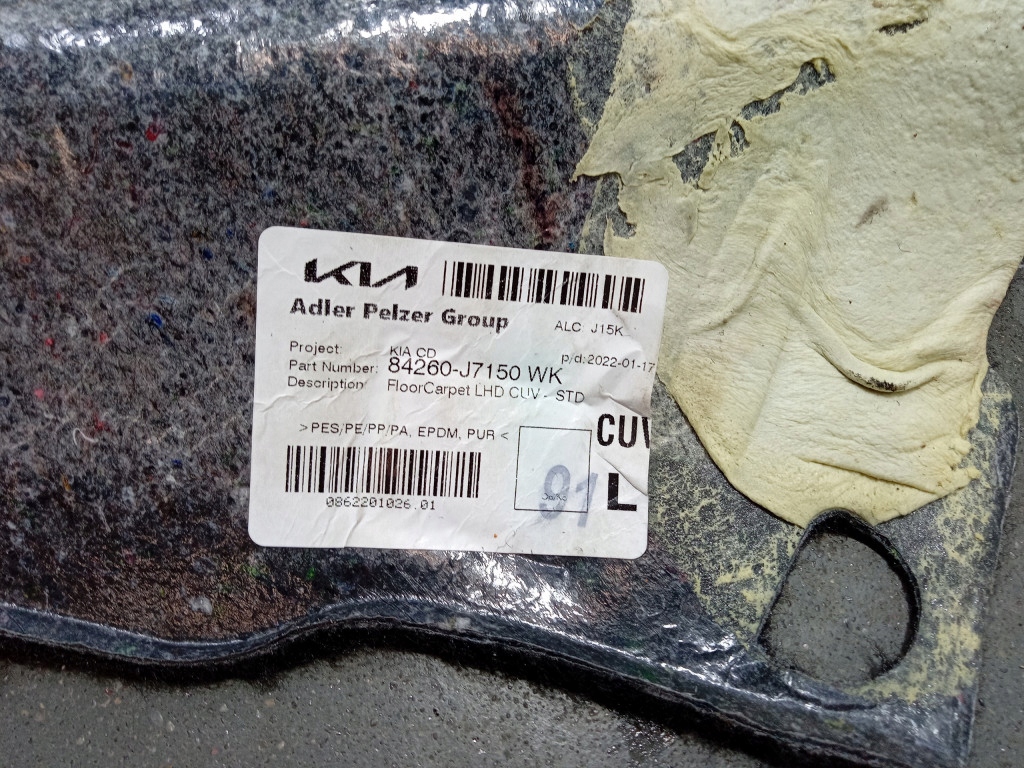 KIA
Adler Pelzer Group
ALC: J15K
Project: KIA CD
p/d: 2022-01-17
Part Number: 84260-J7150 WK
Description: FloorCarpet LHD CUV - STD
>PES/PE/PP/PA, EPDM, PUR<
CUV
91
L
0862201026.01